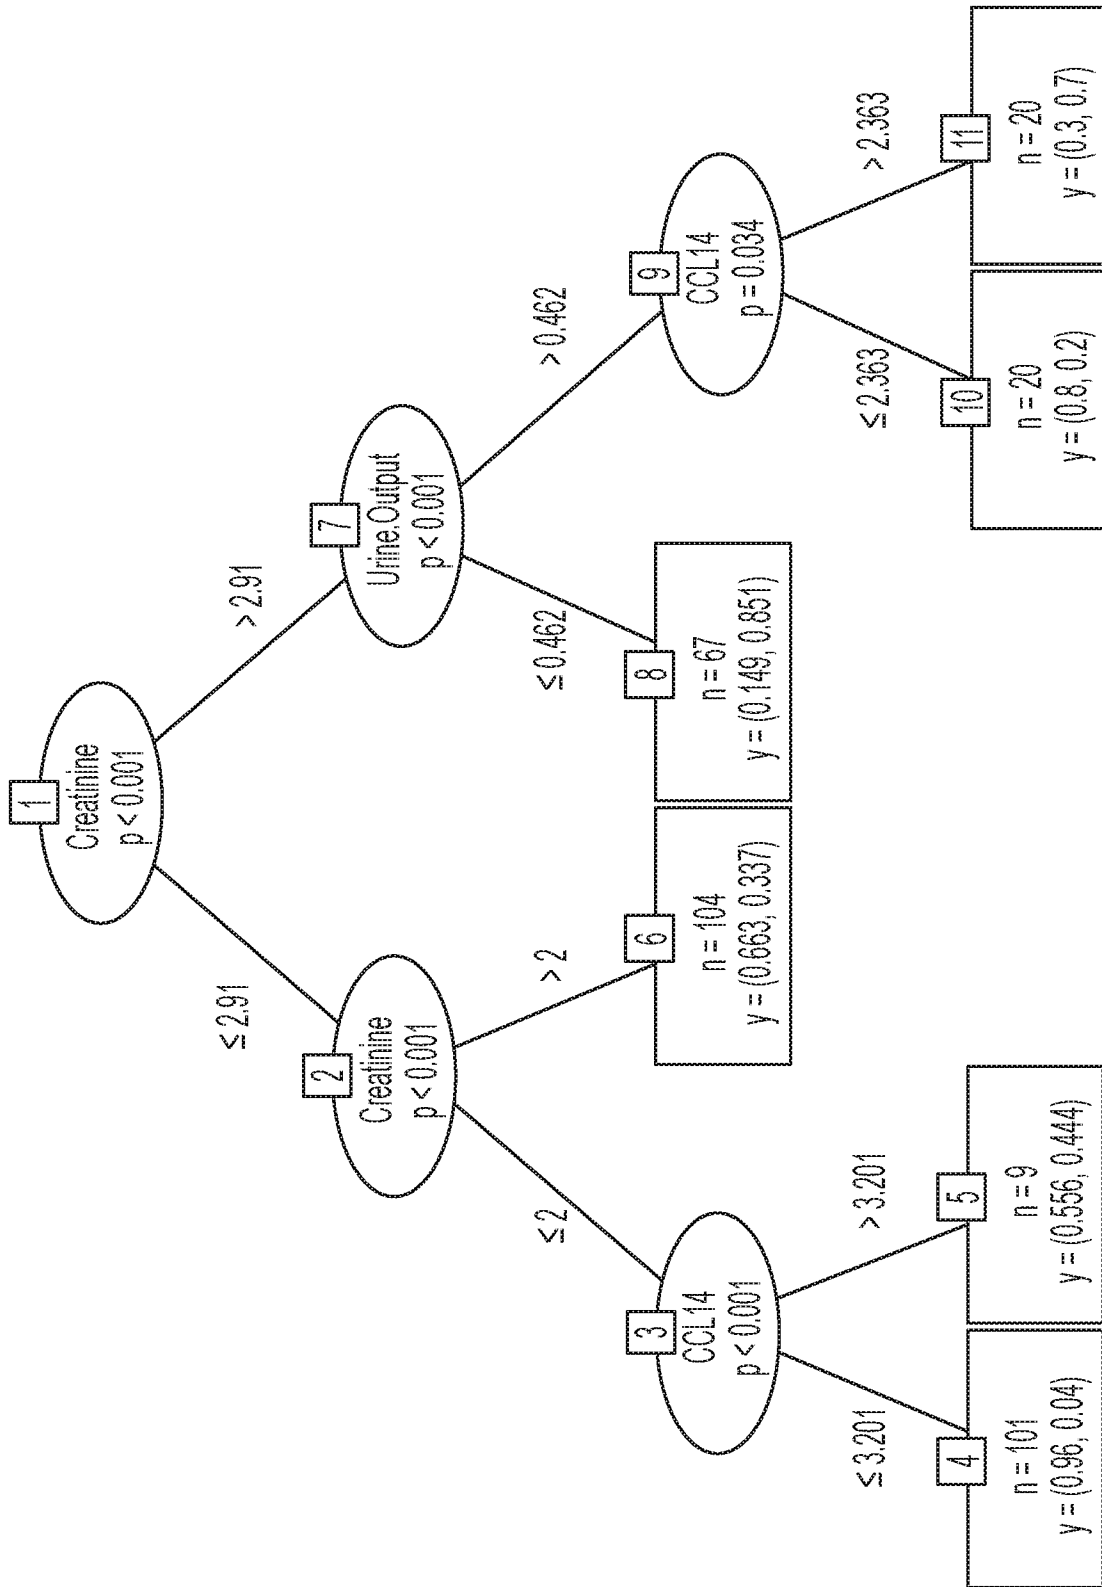 1
Creatinine
p < 0.001
≤ 2.91
> 2.91
2
Creatinine
p < 0.001
7
Urine.Output
p < 0.001
≤ 2
> 2
≤ 0.462
> 0.462
3
CCL14
p < 0.001
6
n = 104
y = (0.663, 0.337)
8
n = 67
y = (0.149, 0.851)
9
CCL14
p = 0.034
≤ 3.201
> 3.201
≤ 2.363
> 2.363
4
n = 101
y = (0.96, 0.04)
5
n = 9
y = (0.556, 0.444)
10
n = 20
y = (0.8, 0.2)
11
n = 20
y = (0.3, 0.7)